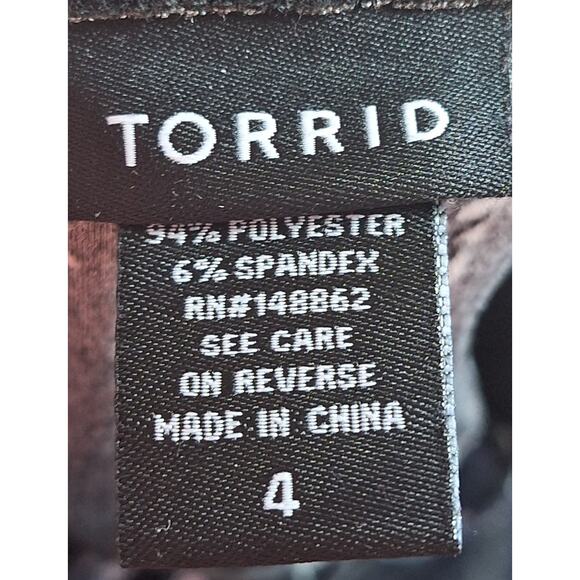 TORRID
94% POLYESTER
6% SPANDEX
RN#148862
SEE CARE
ON REVERSE
MADE IN CHINA
4